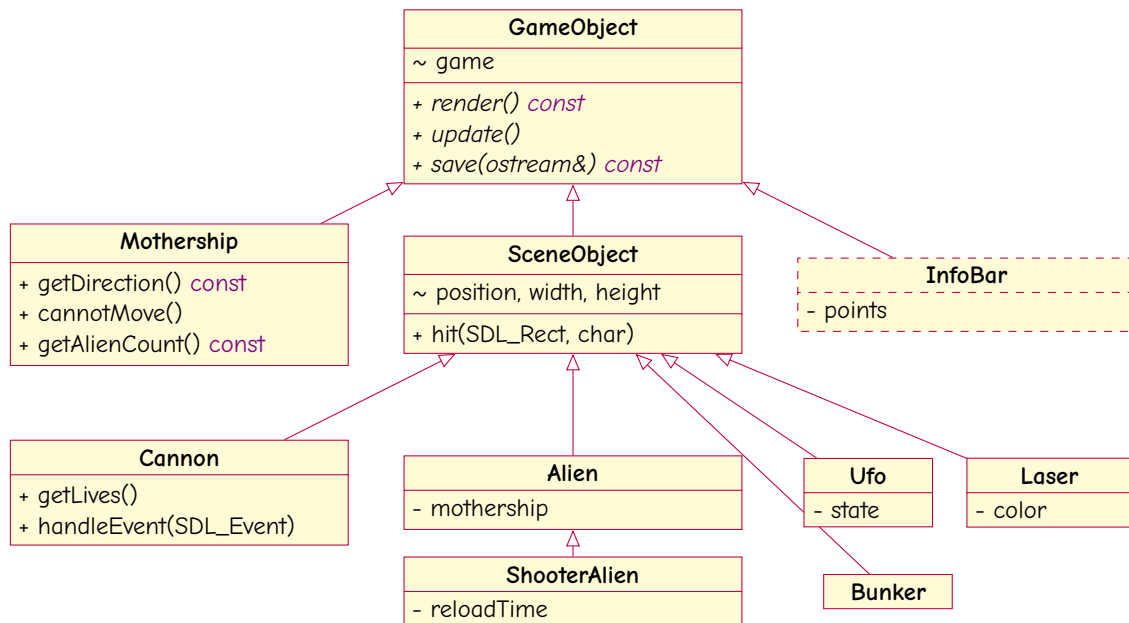 GameObject
~ game
+ render() const
+ update()
+ save(ostream&) const
Mothership
+ getDirection() const
+ cannotMove()
+ getAlienCount() const
SceneObject
~ position, width, height
+ hit(SDL_Rect, char)
InfoBar
- points
Cannon
+ getLives()
+ handleEvent(SDL_Event)
Alien
- mothership
Ufo
- state
Laser
- color
ShooterAlien
- reloadTime
Bunker